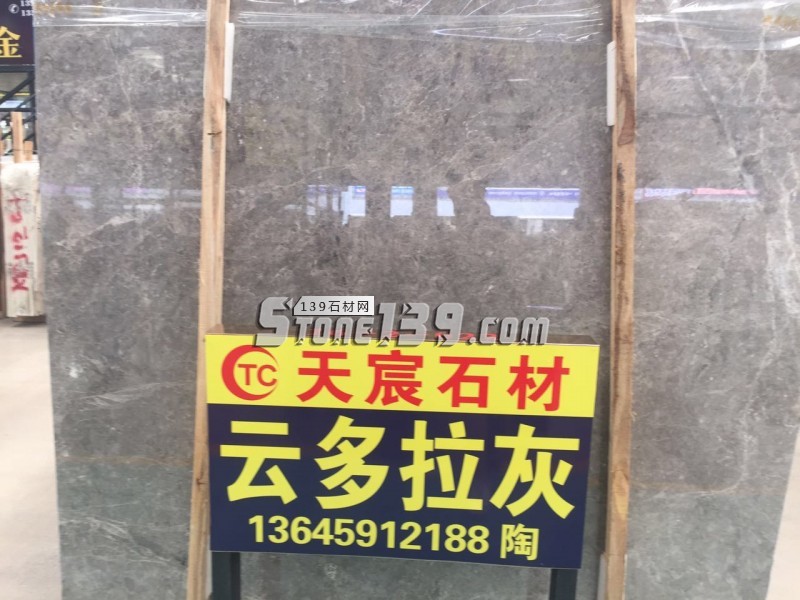 金
139石材网
Stone139.com
TC 天宸石材
云多拉灰
13645912188 陶